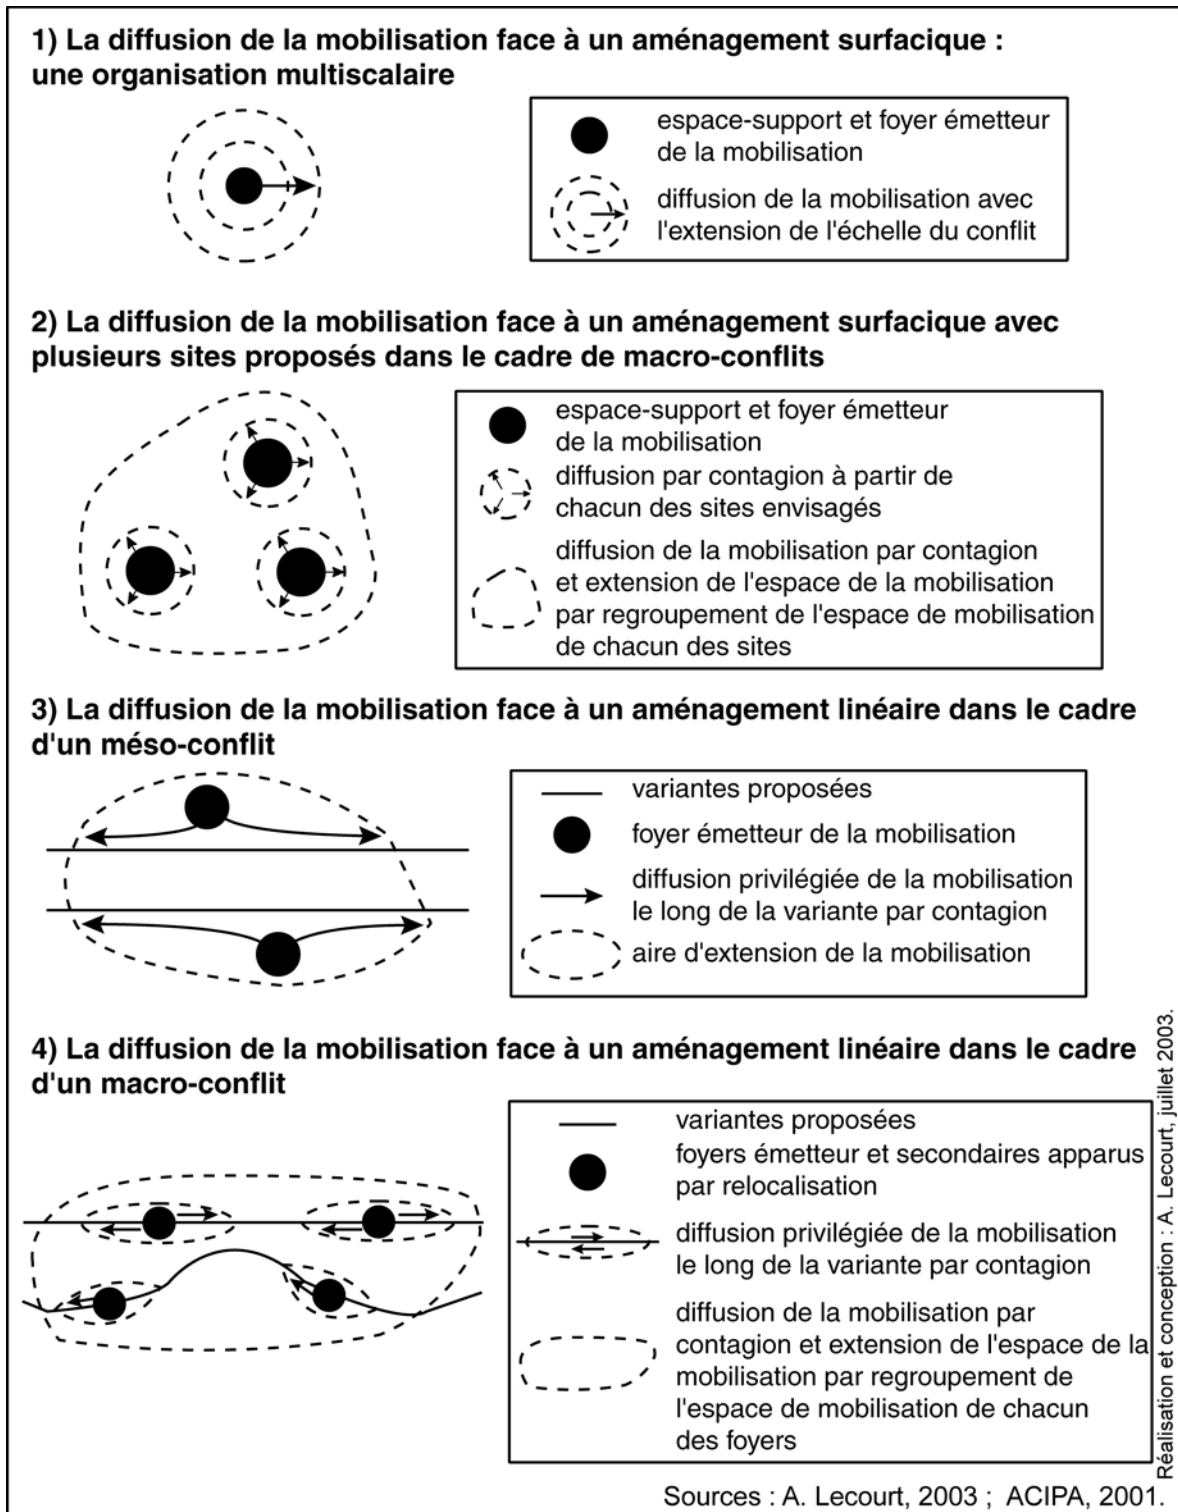 1) La diffusion de la mobilisation face à un aménagement surfacique :
une organisation multiscalaire
espace-support et foyer émetteur
de la mobilisation
diffusion de la mobilisation avec
l'extension de l'échelle du conflit
2) La diffusion de la mobilisation face à un aménagement surfacique avec
plusieurs sites proposés dans le cadre de macro-conflits
espace-support et foyer émetteur
de la mobilisation
diffusion par contagion à partir de
chacun des sites envisagés
diffusion de la mobilisation par contagion
et extension de l'espace de la mobilisation
par regroupement de l'espace de mobilisation
de chacun des sites
3) La diffusion de la mobilisation face à un aménagement linéaire dans le cadre
d'un méso-conflit
variantes proposées
foyer émetteur de la mobilisation
diffusion privilégiée de la mobilisation
le long de la variante par contagion
aire d'extension de la mobilisation
4) La diffusion de la mobilisation face à un aménagement linéaire dans le cadre
d'un macro-conflit
variantes proposées
foyers émetteur et secondaires apparus
par relocalisation
diffusion privilégiée de la mobilisation
le long de la variante par contagion
diffusion de la mobilisation par
contagion et extension de l'espace de la
mobilisation par regroupement de
l'espace de mobilisation de chacun
des foyers
Réalisation et conception : A. Lecourt, juillet 2003.
Sources : A. Lecourt, 2003 ; ACIPA, 2001.